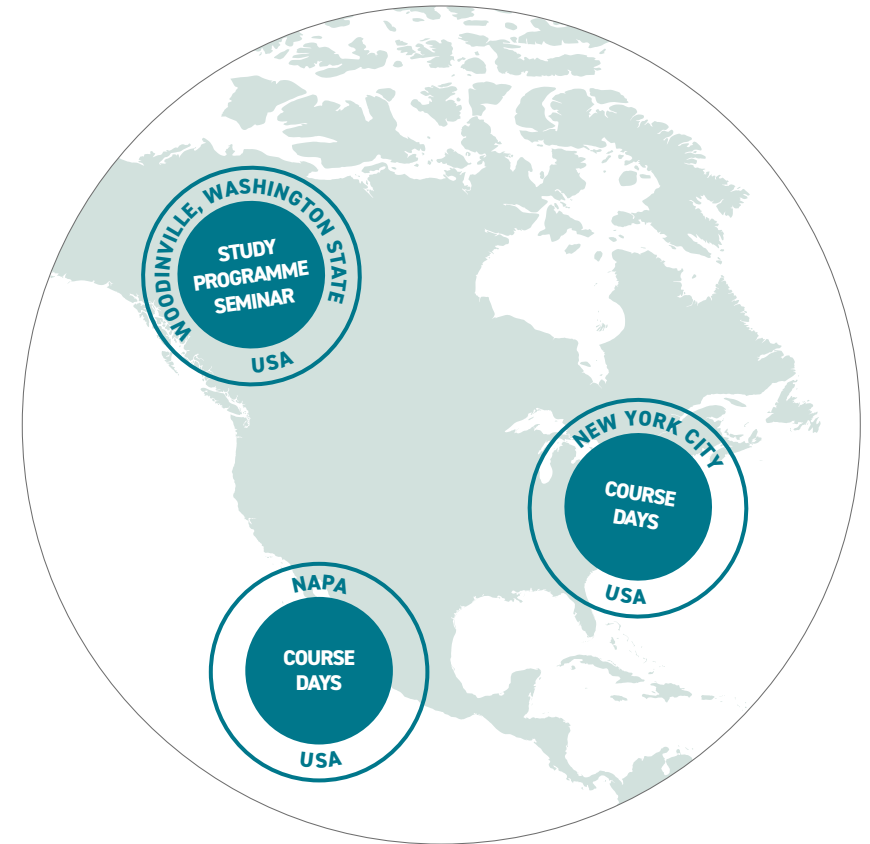 WOODINVILLE, WASHINGTON STATE
STUDY
PROGRAMME
SEMINAR
USA
NEW YORK CITY
COURSE
DAYS
USA
NAPA
COURSE
DAYS
USA